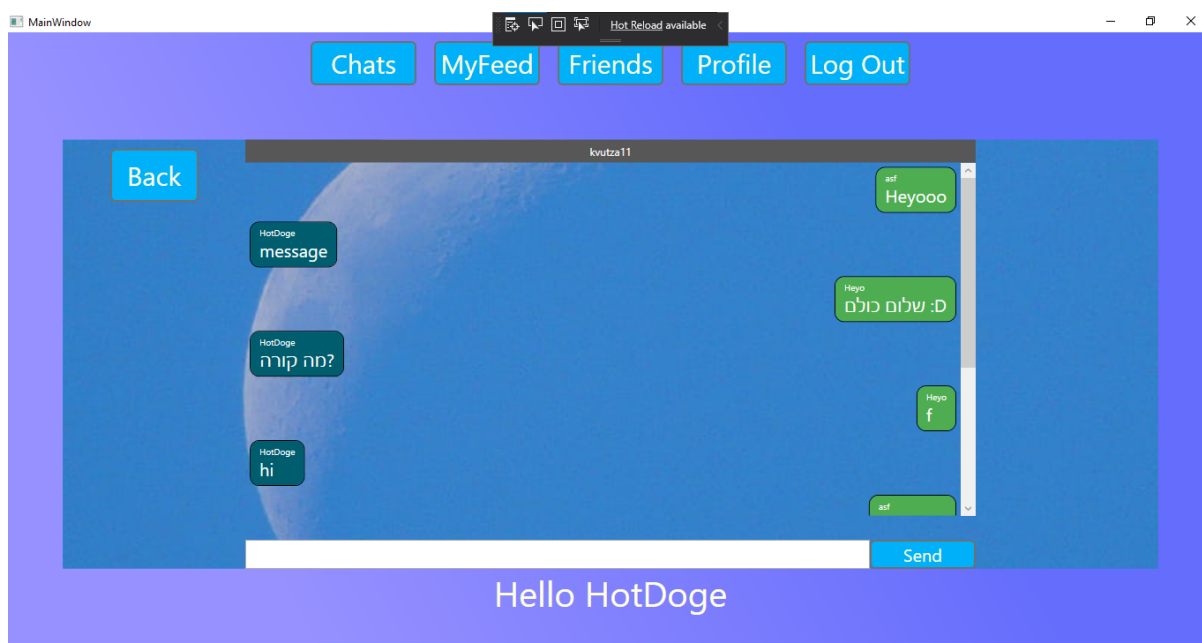 MainWindow
Hot Reload available
Chats
MyFeed
Friends
Profile
Log Out
Back
kvutza11
asf
Heyooo
HotDoge
message
Heyo
שלום כולם :D
HotDoge
מה קורה?
Heyo
f
HotDoge
hi
asf
Send
Hello HotDoge